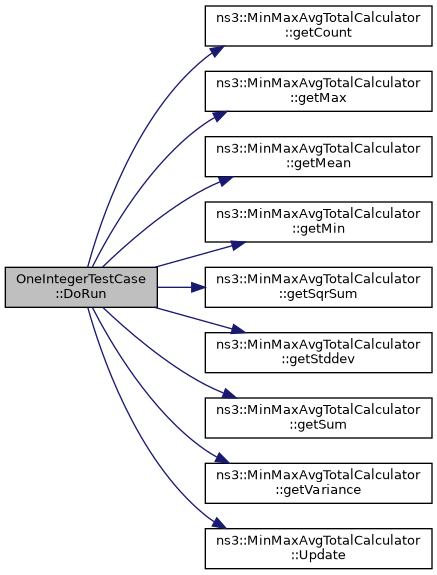 ns3::MinMaxAvgTotalCalculator
::getCount
ns3::MinMaxAvgTotalCalculator
::getMax
ns3::MinMaxAvgTotalCalculator
::getMean
ns3::MinMaxAvgTotalCalculator
::getMin
OneIntegerTestCase
::DoRun
ns3::MinMaxAvgTotalCalculator
::getSqrSum
ns3::MinMaxAvgTotalCalculator
::getStddev
ns3::MinMaxAvgTotalCalculator
::getSum
ns3::MinMaxAvgTotalCalculator
::getVariance
ns3::MinMaxAvgTotalCalculator
::Update